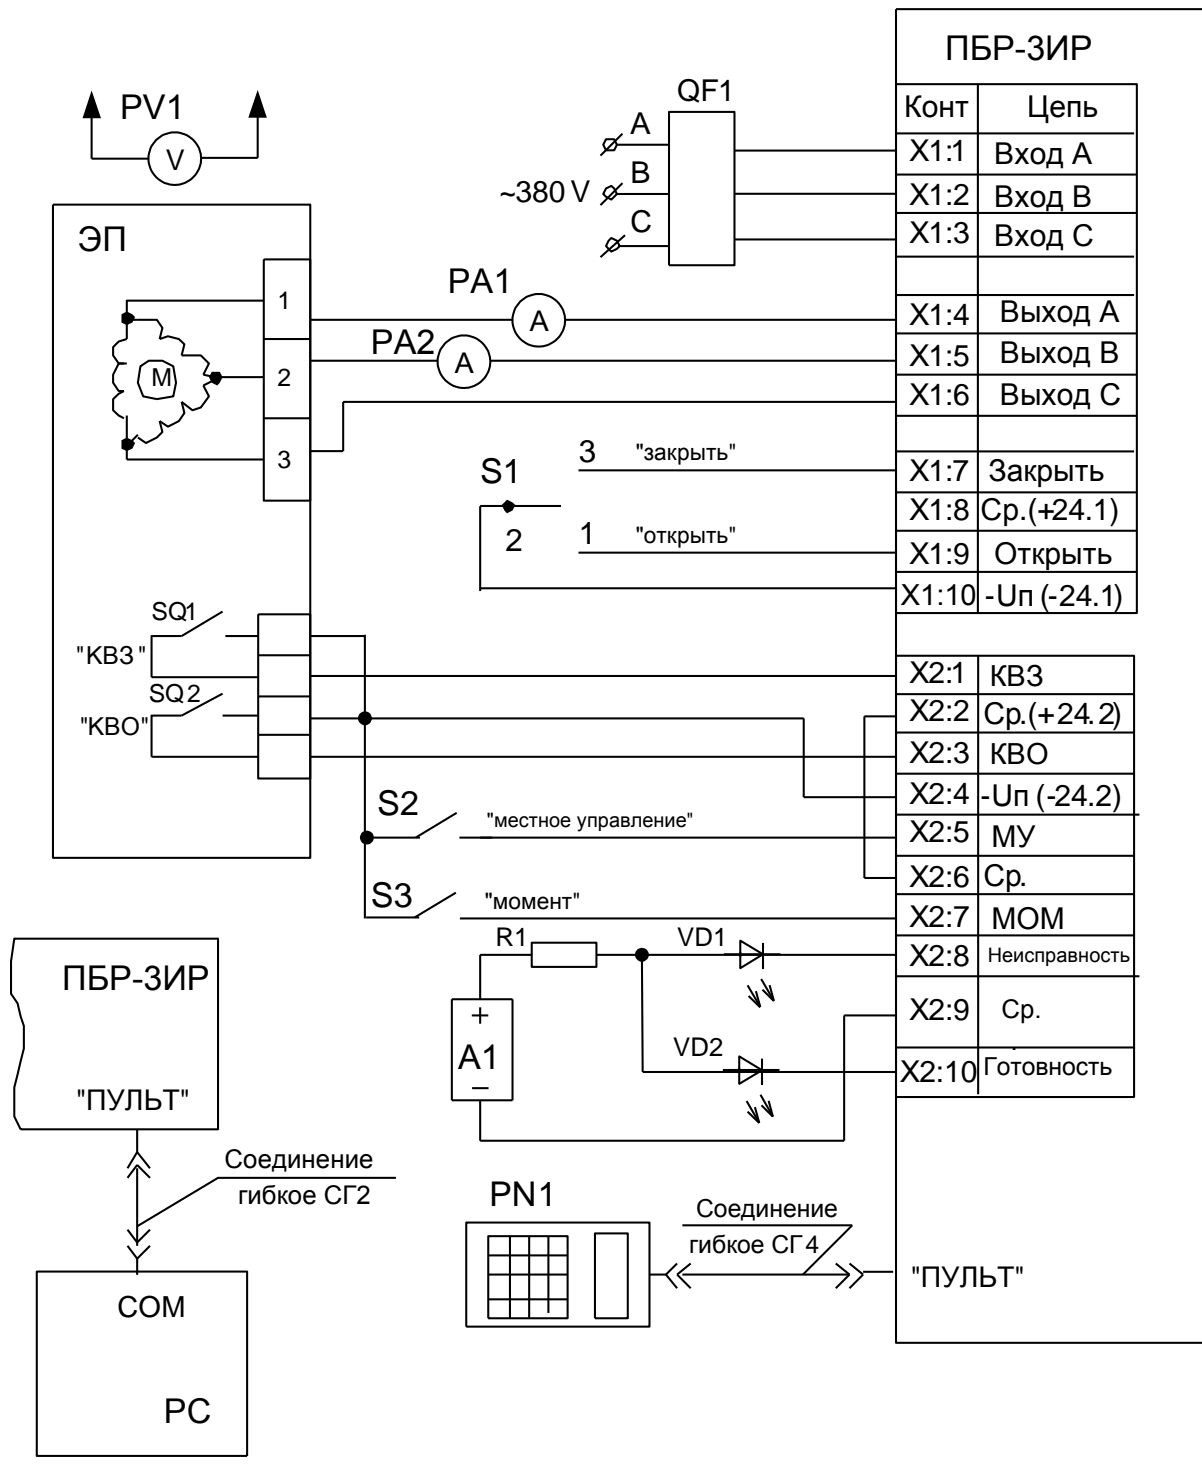 ПБР-3ИР
Конт Цепь
X1:1 Вход A
X1:2 Вход B
X1:3 Вход C
X1:4 Выход A
X1:5 Выход B
X1:6 Выход C
X1:7 Закрыть
X1:8 Ср.(+24.1)
X1:9 Открыть
X1:10 -Uп (-24.1)
X2:1 КВЗ
X2:2 Ср.(+24.2)
X2:3 КВО
X2:4 -Uп (-24.2)
X2:5 МУ
X2:6 Ср.
X2:7 МОМ
X2:8 Неисправность
X2:9 Ср.
X2:10 Готовность
"ПУЛЬТ"
PV1
V
QF1
A
~380 V B
C
ЭП
M
1
2
3
PA1
A
PA2
A
S1
3 "закрыть"
2
1 "открыть"
SQ1
"КВЗ"
SQ2
"КВО"
S2
"местное управление"
S3
"момент"
R1
VD1
+
A1
−
VD2
ПБР-3ИР
"ПУЛЬТ"
Соединение
гибкое СГ2
COM
PC
PN1
Соединение
гибкое СГ4